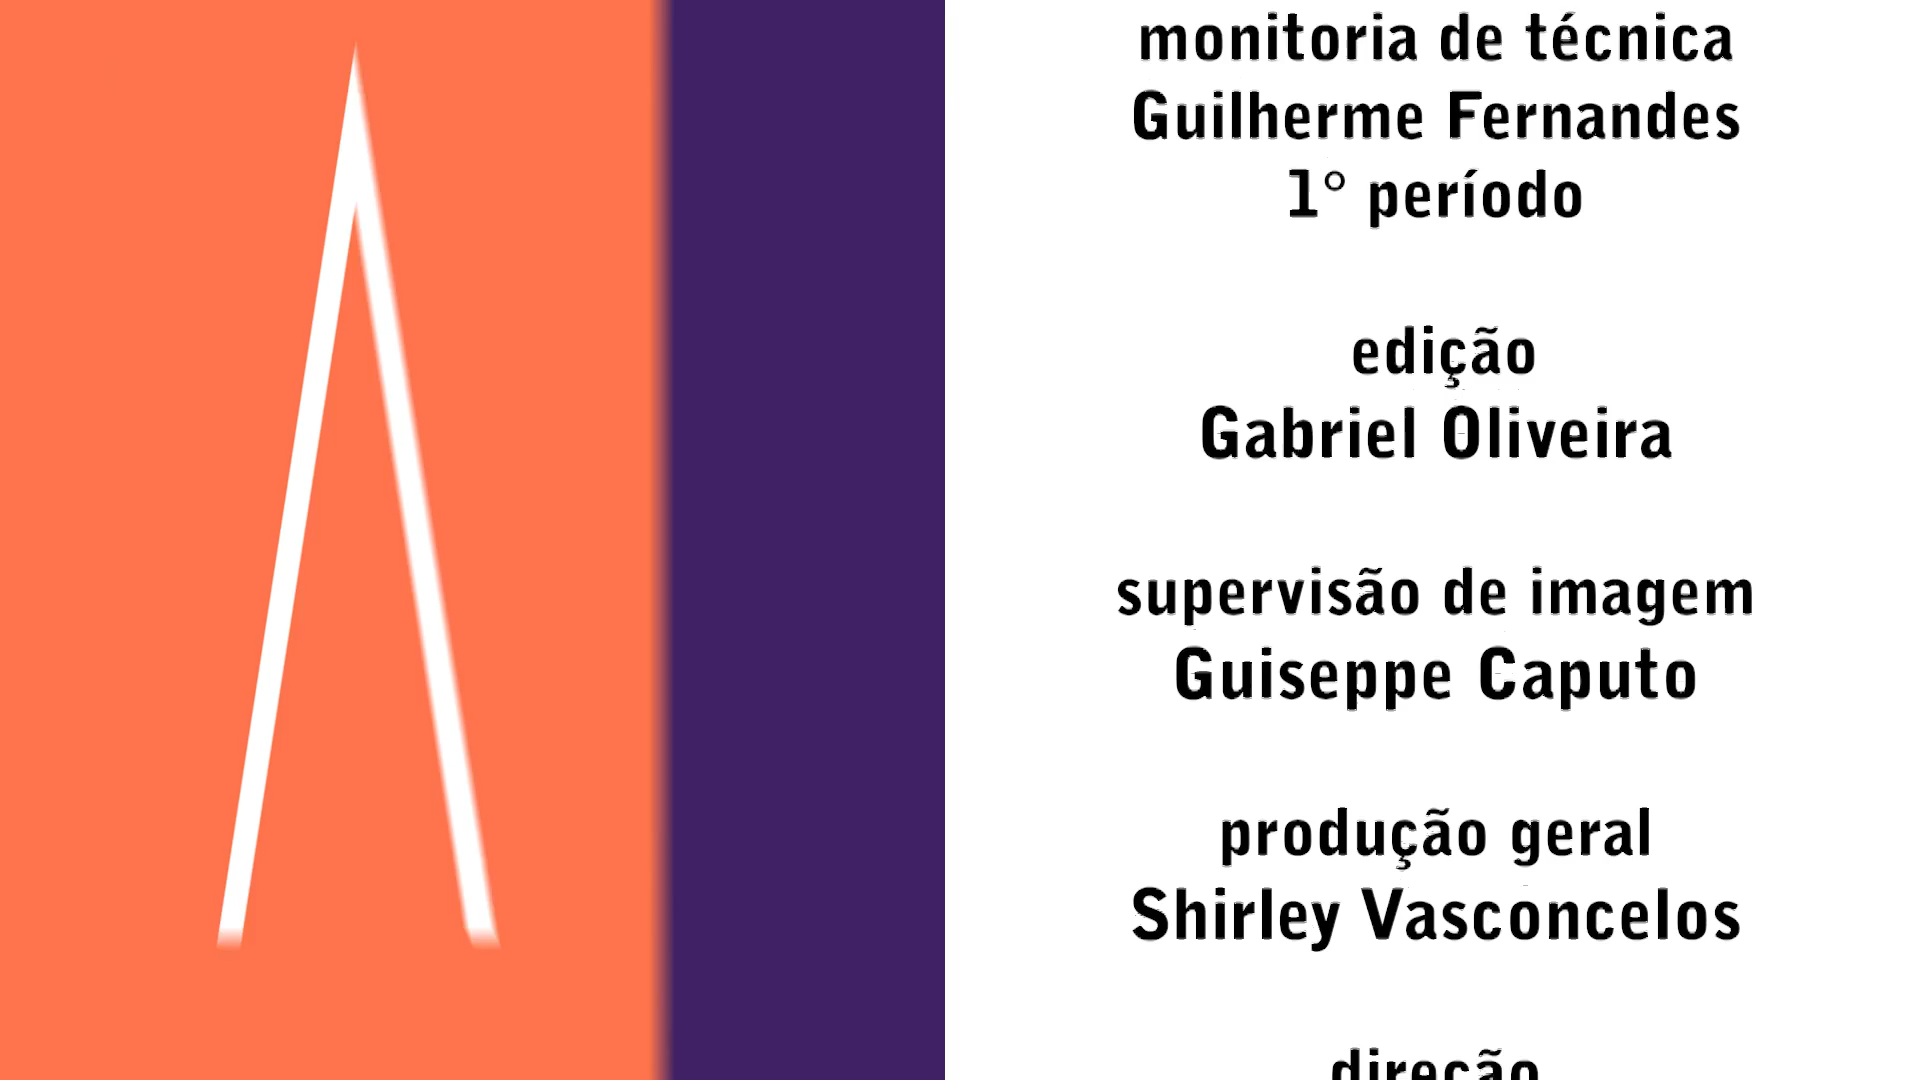 monitoria de técnica
Guilherme Fernandes
1° período
edição
Gabriel Oliveira
supervisão de imagem
Guiseppe Caputo
produção geral
Shirley Vasconcelos
direção